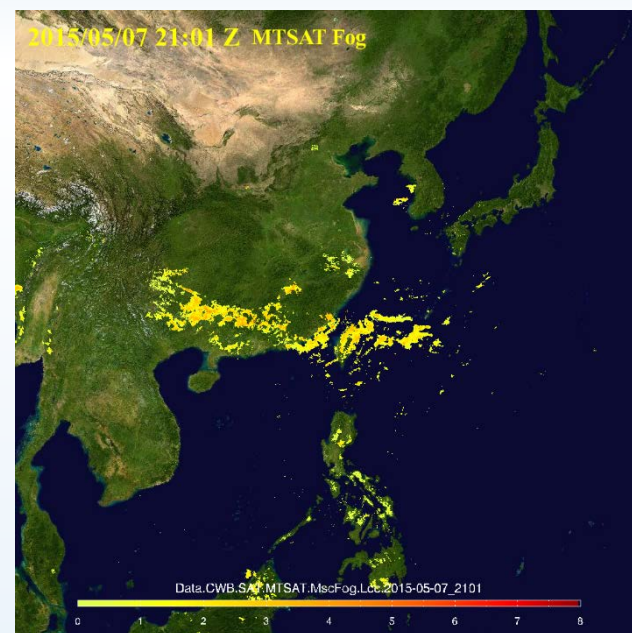 2015/05/07 21:01 Z MTSAT Fog
Data.CWB.SAT.MTSAT.MscFog.Lcc.2015-05-07_2101
0 1 2 3 4 5 6 7 8